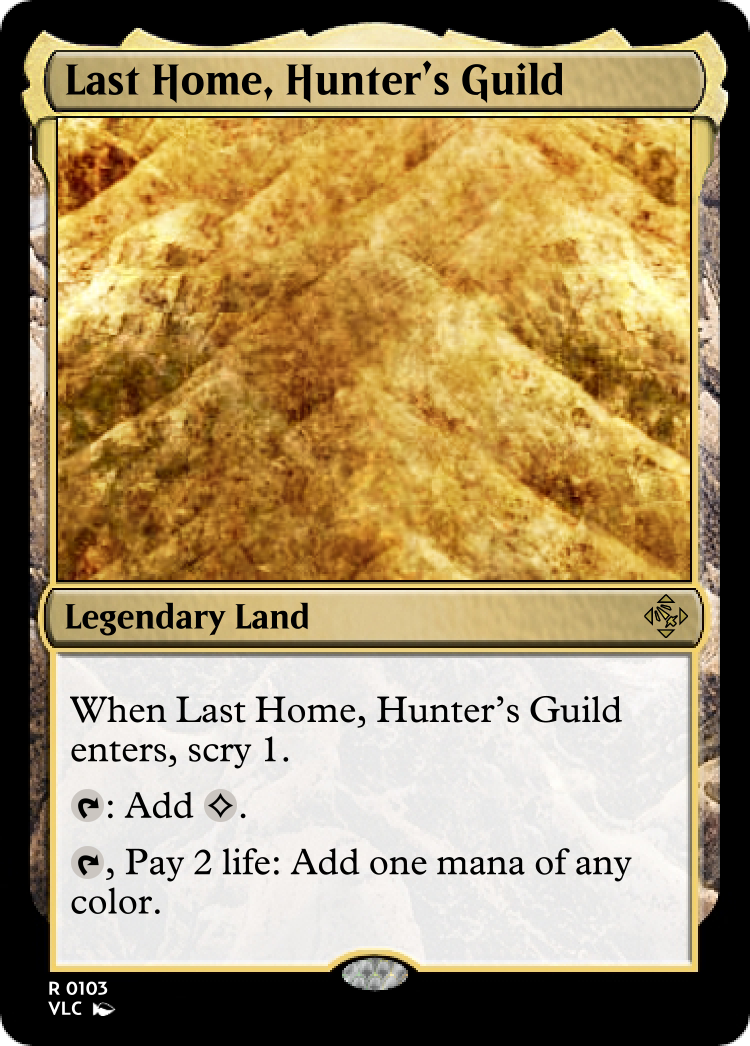 Last Home, Hunter's Guild
Legendary Land
When Last Home, Hunter's Guild
enters, scry 1.
: Add .
, Pay 2 life: Add one mana of any
color.
R 0103
VLC